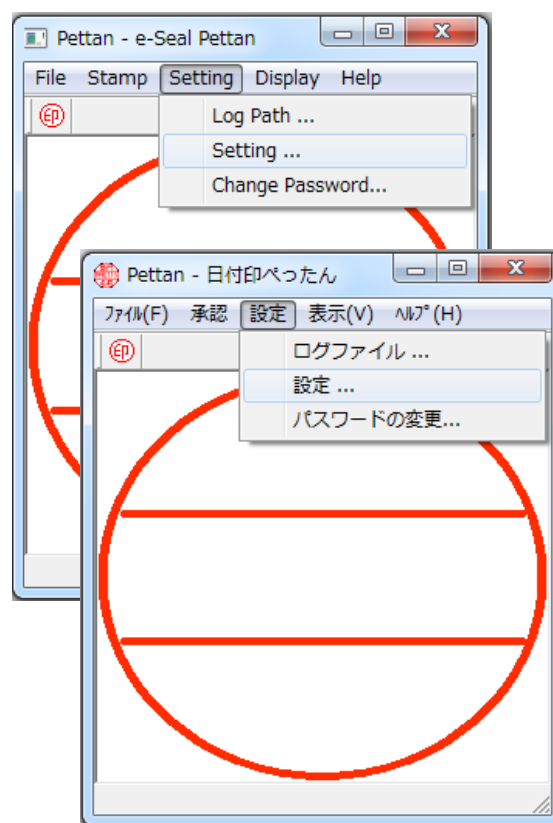 Pettan - e-Seal Pettan
File Stamp Setting Display Help
印
Log Path ...
Setting ...
Change Password...
Pettan - 日付印ぺったん
ﾌｧｲﾙ(F) 承認 設定 表示(V) ﾍﾙﾌﾟ(H)
印
ログファイル ...
設定 ...
パスワードの変更...